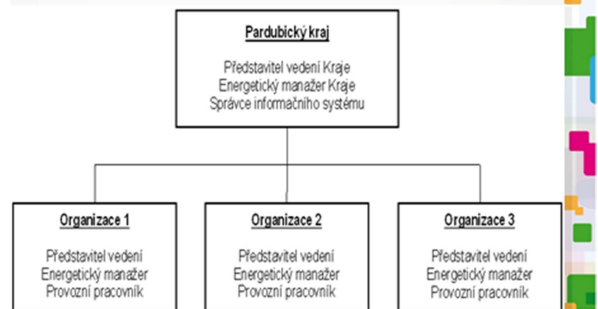 Pardubický kraj
Představitel vedení Kraje
Energetický manažer Kraje
Správce informačního systému
Organizace 1
Představitel vedení
Energetický manažer
Provozní pracovník
Organizace 2
Představitel vedení
Energetický manažer
Provozní pracovník
Organizace 3
Představitel vedení
Energetický manažer
Provozní pracovník